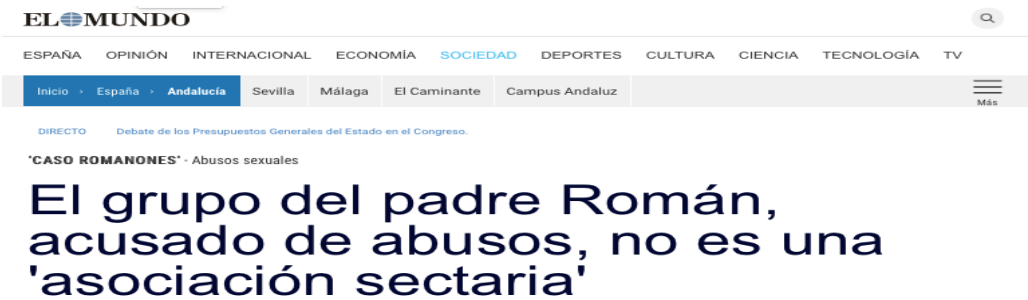 EL MUNDO
ESPAÑA OPINIÓN INTERNACIONAL ECONOMÍA SOCIEDAD DEPORTES CULTURA CIENCIA TECNOLOGÍA TV
Inicio › España › Andalucía Sevilla Málaga El Caminante Campus Andaluz
Más
DIRECTO Debate de los Presupuestos Generales del Estado en el Congreso.
'CASO ROMANONES' - Abusos sexuales
El grupo del padre Román,
acusado de abusos, no es una
'asociación sectaria'